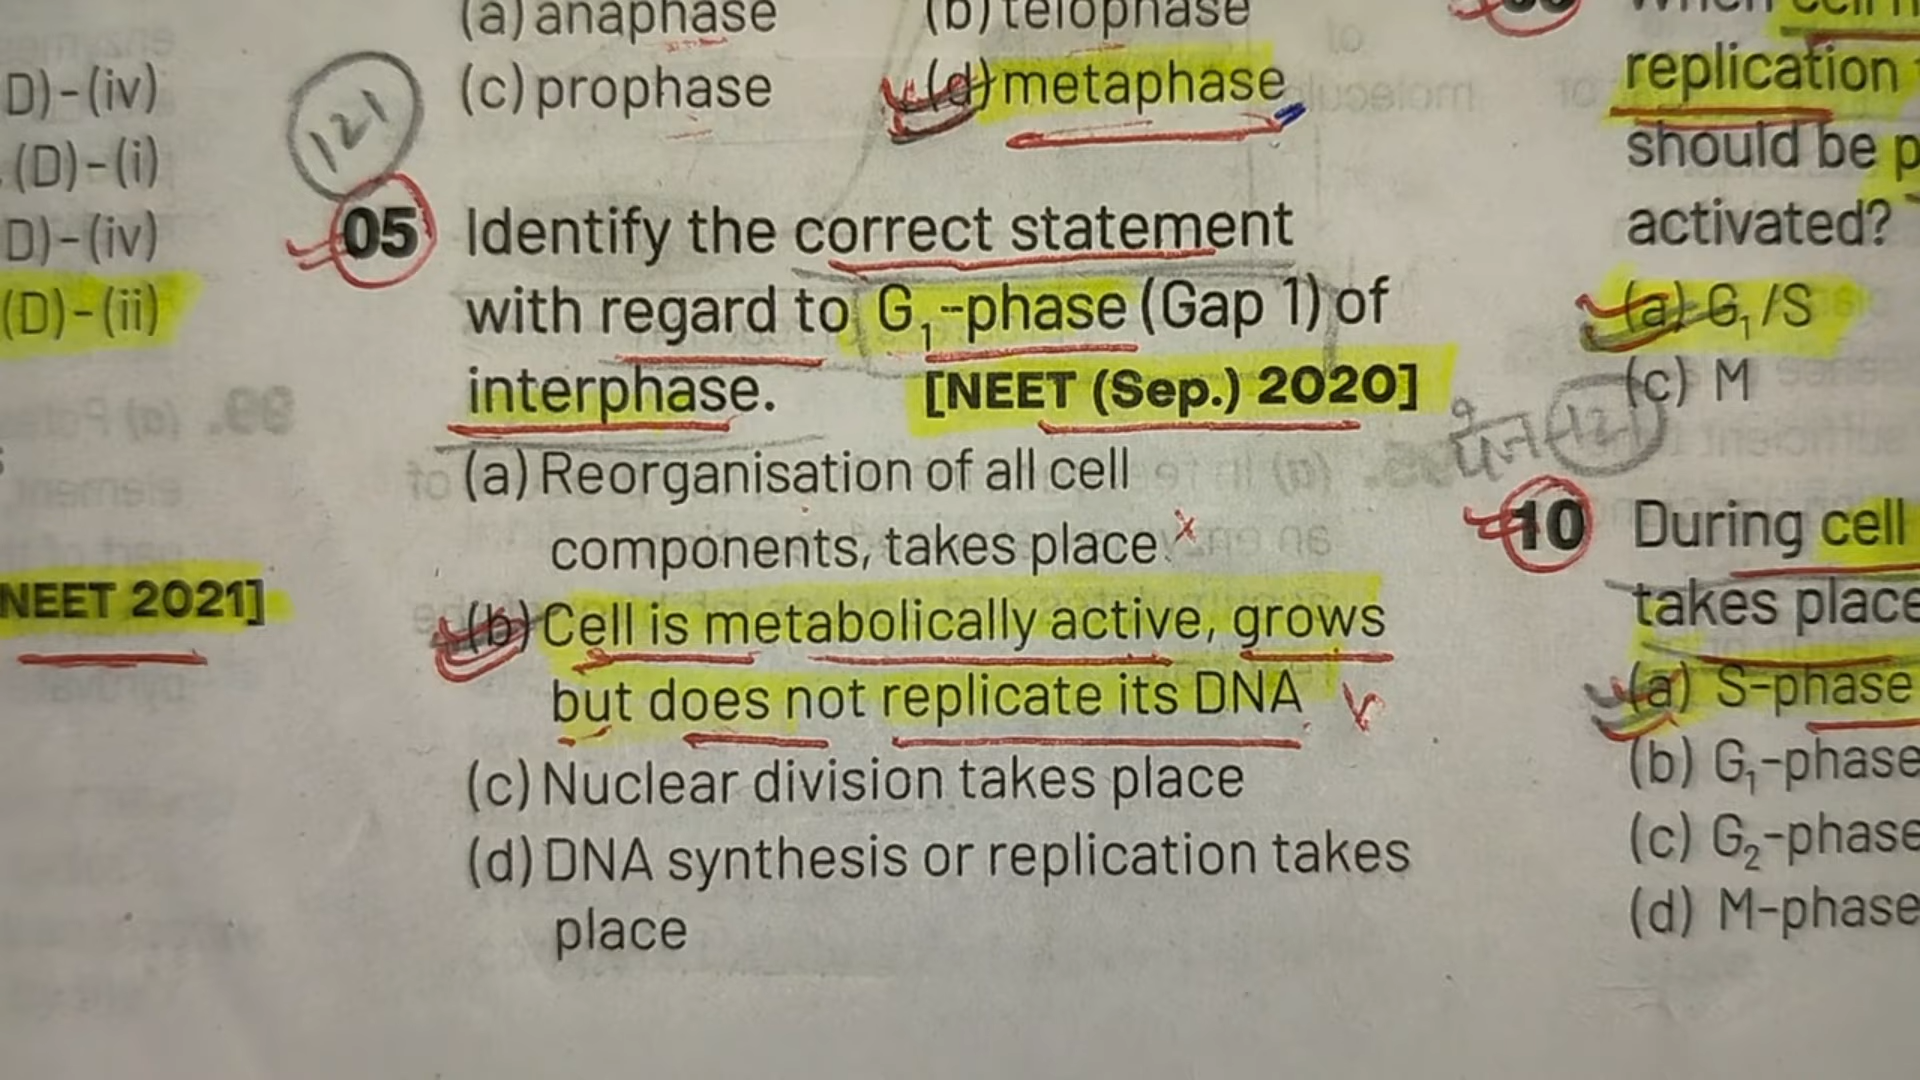 D)-(iv)
(D)-(i)
D)-(iv)
(D)-(ii)
NEET 2021]
(a) anaphase (b) telophase
(c) prophase (d) metaphase
121
05 Identify the correct statement
with regard to G₁-phase (Gap 1) of
interphase. [NEET (Sep.) 2020]
(a) Reorganisation of all cell
components, takes place
(b) Cell is metabolically active, grows
but does not replicate its DNA
(c) Nuclear division takes place
(d) DNA synthesis or replication takes
place
replication
should be
activated?
(a) G₁/S
(c) M
121
10 During cell
takes place
(a) S-phase
(b) G₁-phase
(c) G₂-phase
(d) M-phase